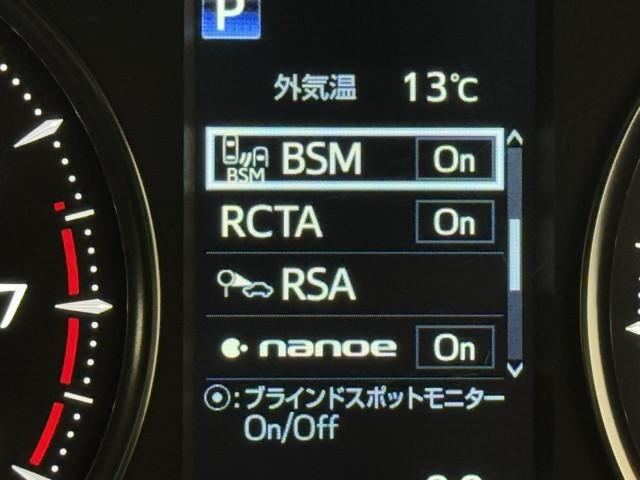 P
外気温 13℃
BSM BSM On
RCTA On
RSA
nanoe On
⦿:ブラインドスポットモニター
On/Off